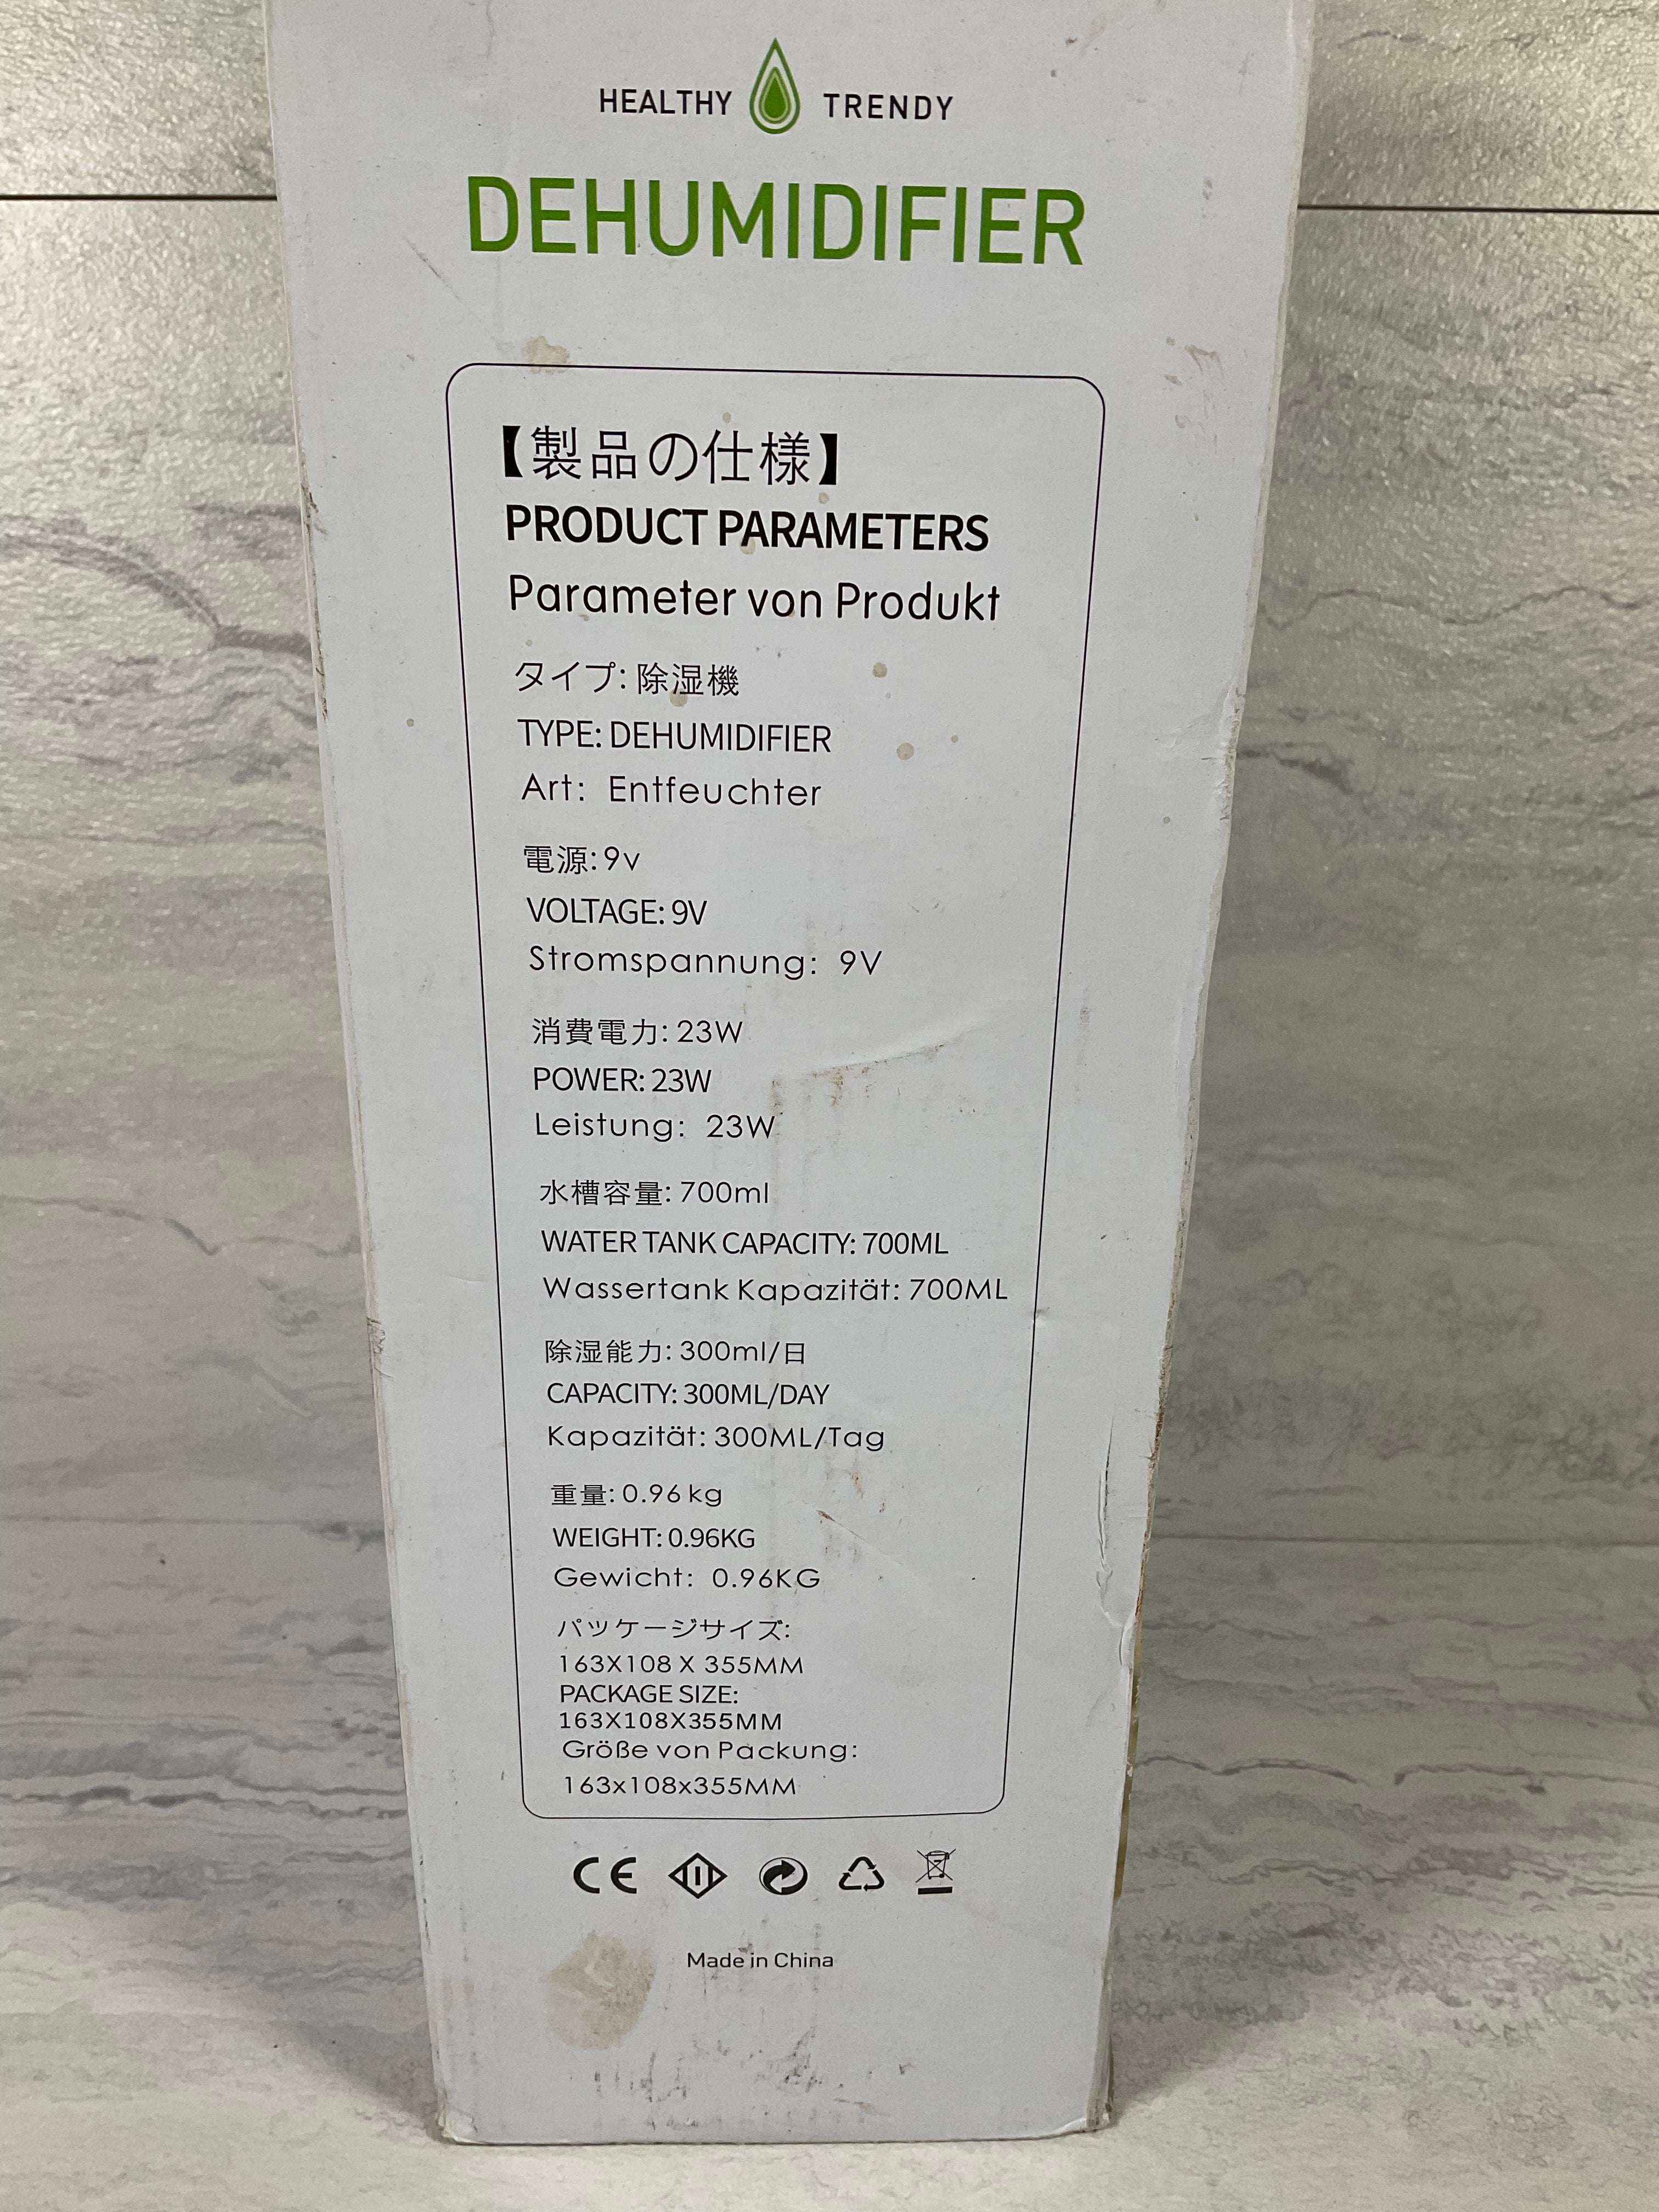 HEALTHY TRENDY
DEHUMIDIFIER
【製品の仕様】
PRODUCT PARAMETERS
Parameter von Produkt
タイプ: 除湿機
TYPE: DEHUMIDIFIER
Art: Entfeuchter
電源: 9v
VOLTAGE: 9V
Stromspannung: 9V
消費電力: 23W
POWER: 23W
Leistung: 23W
水槽容量: 700ml
WATER TANK CAPACITY: 700ML
Wassertank Kapazität: 700ML
除湿能力: 300ml/日
CAPACITY: 300ML/DAY
Kapazität: 300ML/Tag
重量: 0.96 kg
WEIGHT: 0.96KG
Gewicht: 0.96KG
パッケージサイズ:
163X108 X 355MM
PACKAGE SIZE:
163X108X355MM
Größe von Packung:
163x108x355MM
CE
Made in China